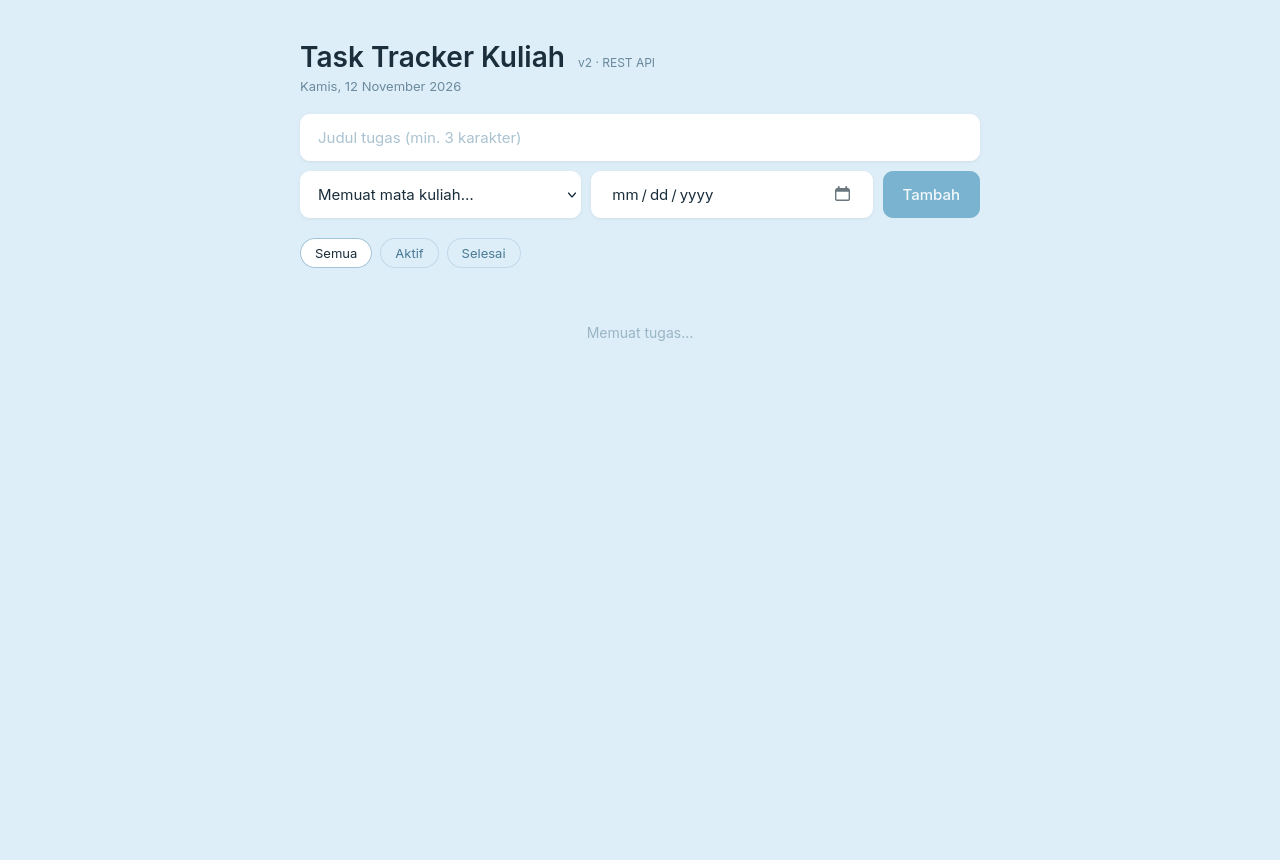 Task Tracker Kuliah v2 · REST API
Kamis, 12 November 2026
Judul tugas (min. 3 karakter)
Memuat mata kuliah... mm/dd/yyyy Tambah
Semua Aktif Selesai
Memuat tugas...